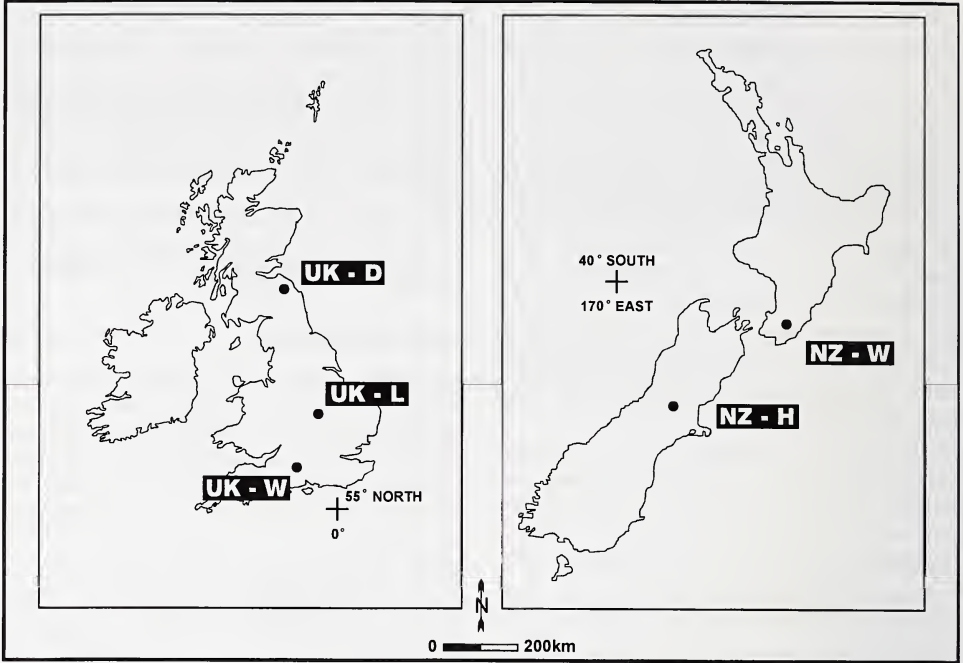 UK - D
UK - L
UK - W
55° NORTH
0°
40° SOUTH
170° EAST
NZ - W
NZ - H
N
0 200km